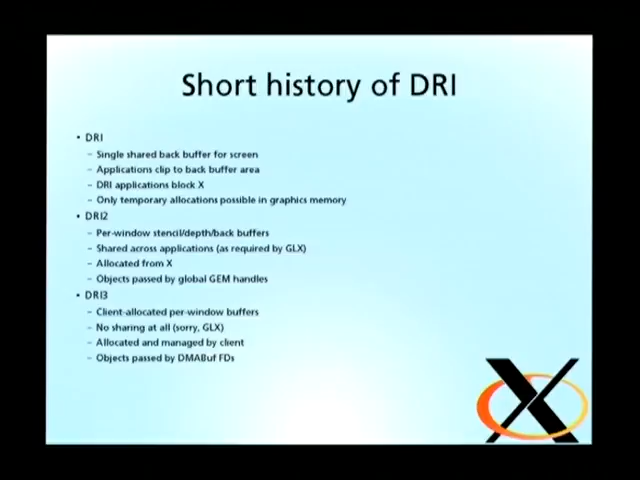 Short history of DRI
• DRI
– Single shared back buffer for screen
– Applications clip to back buffer area
– DRI applications block X
– Only temporary allocations possible in graphics memory
• DRI2
– Per-window stencil/depth/back buffers
– Shared across applications (as required by GLX)
– Allocated from X
– Objects passed by global GEM handles
• DRI3
– Client-allocated per-window buffers
– No sharing at all (sorry, GLX)
– Allocated and managed by client
– Objects passed by DMABuf FDs